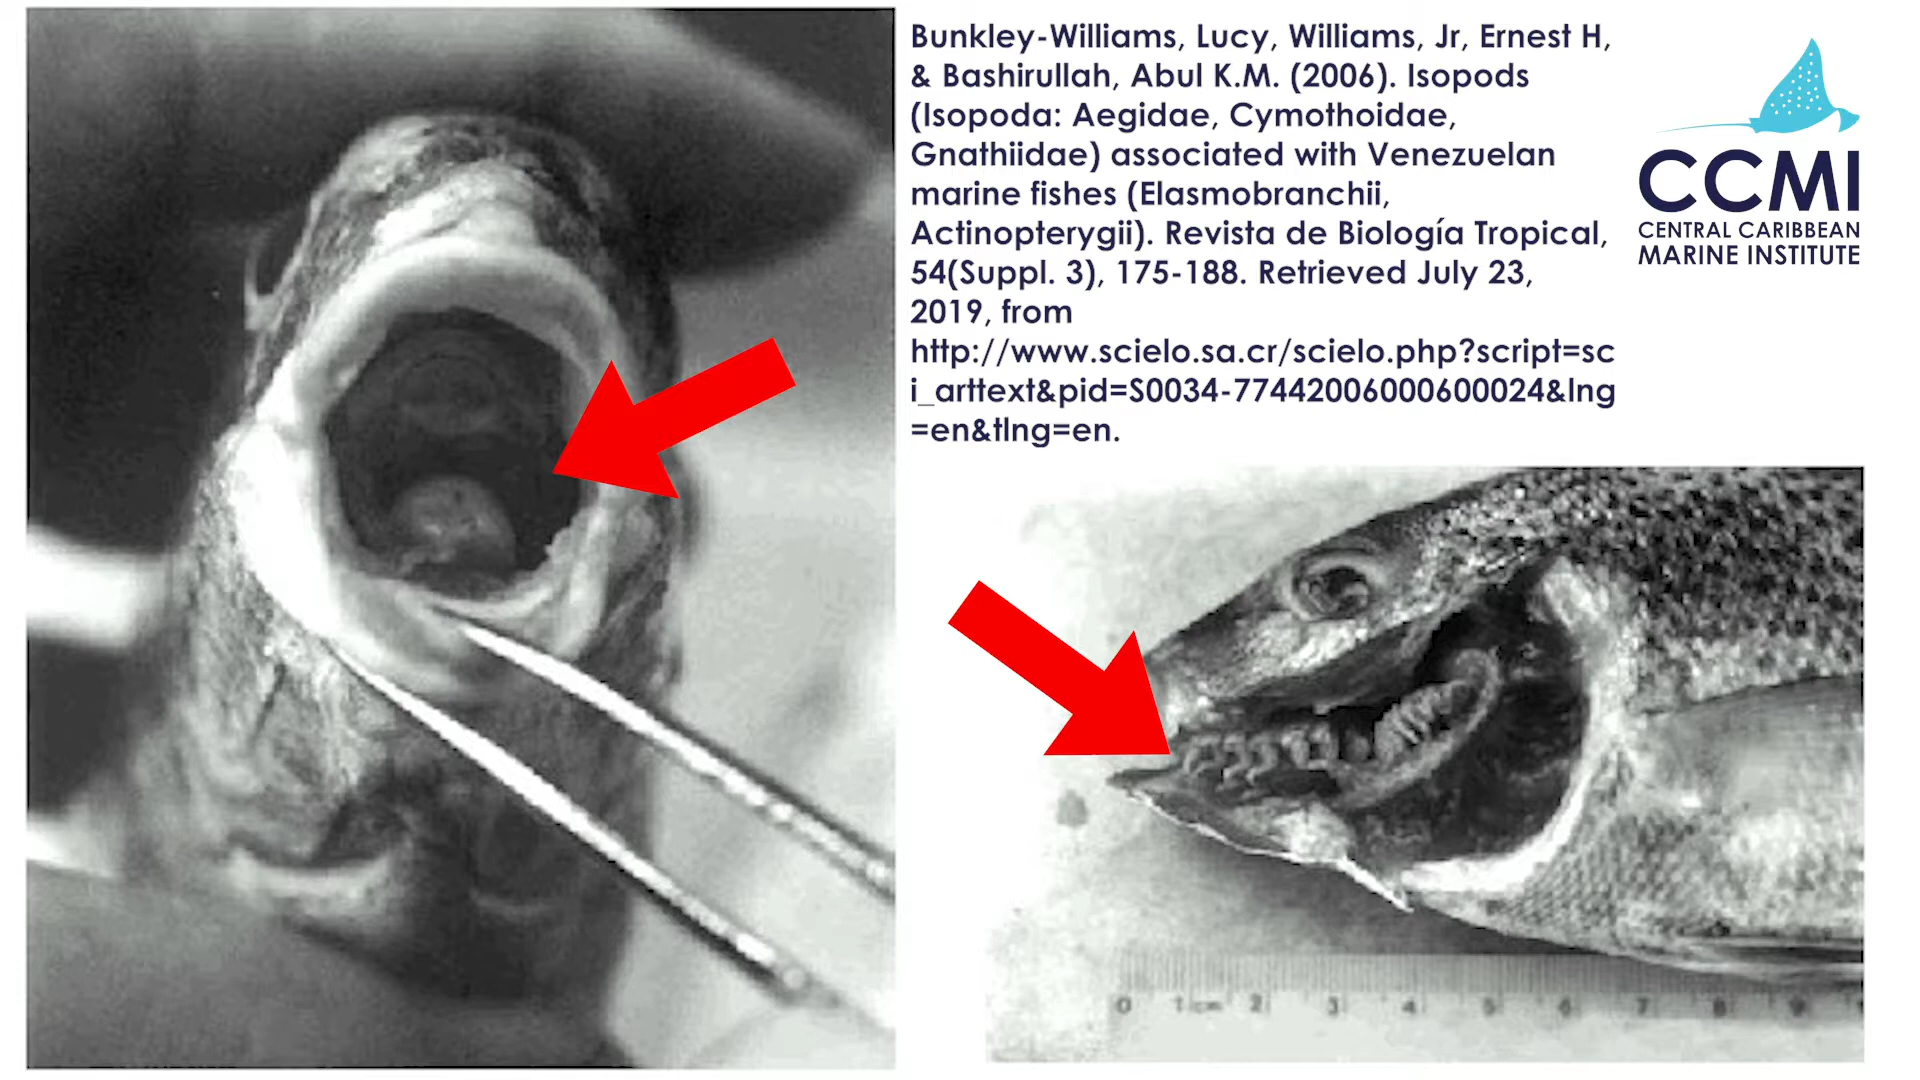 Bunkley-Williams, Lucy, Williams, Jr, Ernest H,
& Bashirullah, Abul K.M. (2006). Isopods
(Isopoda: Aegidae, Cymothoidae,
Gnathiidae) associated with Venezuelan
marine fishes (Elasmobranchii,
Actinopterygii). Revista de Biología Tropical,
54(Suppl. 3), 175-188. Retrieved July 23,
2019, from
http://www.scielo.sa.cr/scielo.php?script=sc
i_arttext&pid=S0034-77442006000600024&lng
=en&tlng=en.
CCMI
CENTRAL CARIBBEAN
MARINE INSTITUTE
0 1 cm 2 3 4 5 6 7 8 9